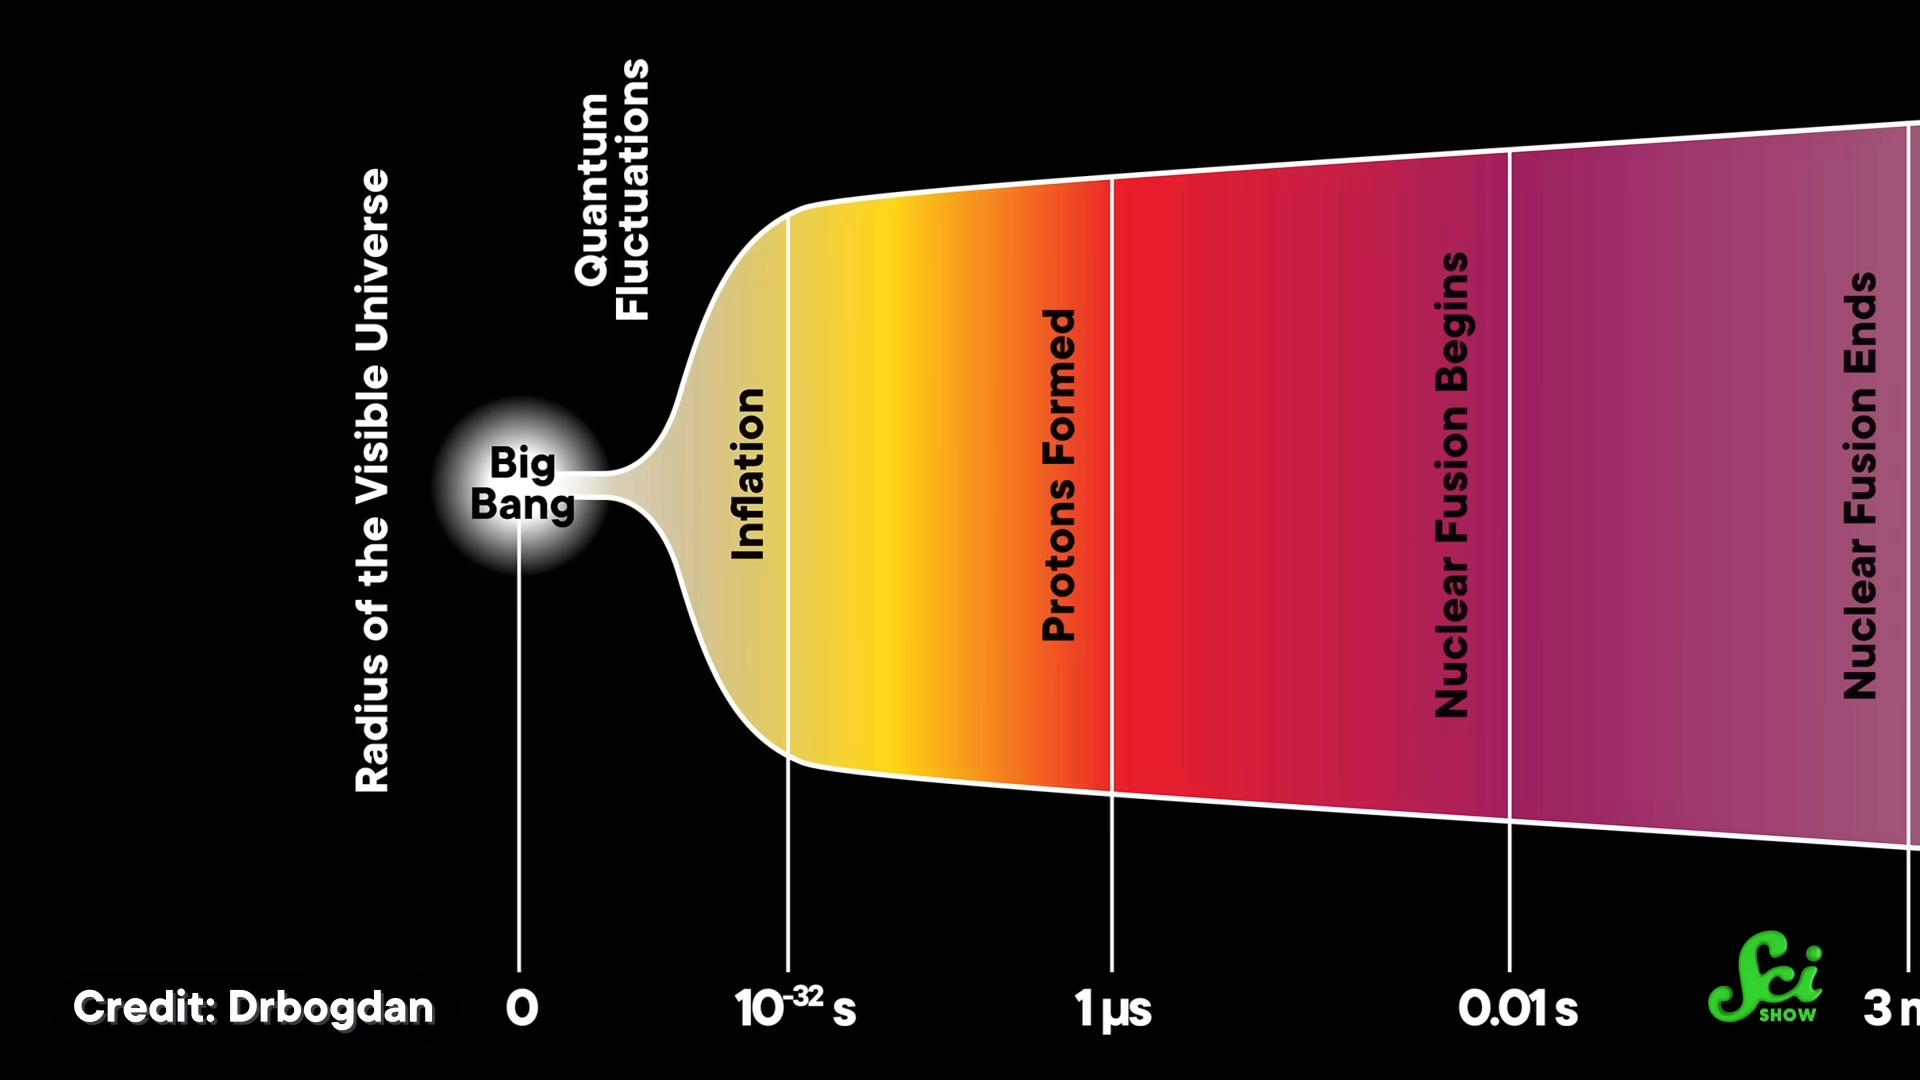 Radius of the Visible Universe
Quantum
Fluctuations
Big
Bang
Inflation
Protons Formed
Nuclear Fusion Begins
Nuclear Fusion Ends
Credit: Drbogdan
0
10⁻³² s
1 µs
0.01 s
3
Sci
SHOW